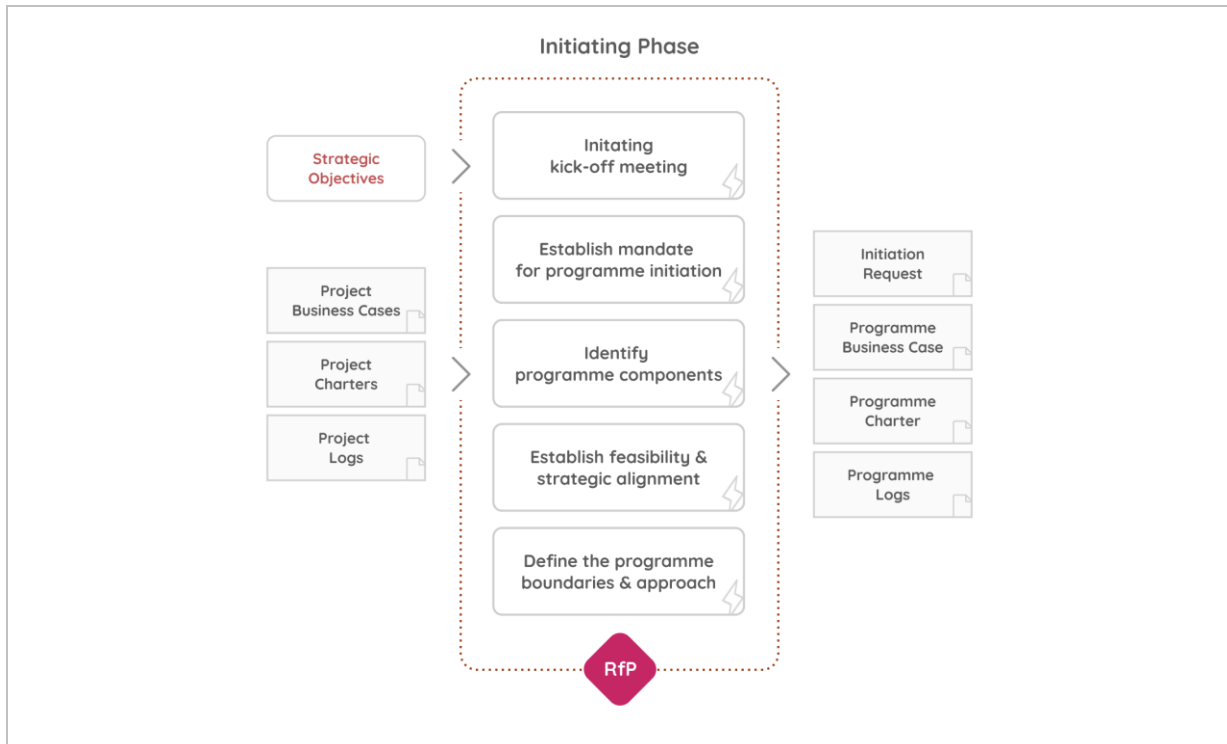 Initiating Phase
Strategic
Objectives
Project
Business Cases
Project
Charters
Project
Logs
Initating
kick-off meeting
Establish mandate
for programme initiation
Identify
programme components
Establish feasibility &
strategic alignment
Define the programme
boundaries & approach
RfP
Initiation
Request
Programme
Business Case
Programme
Charter
Programme
Logs